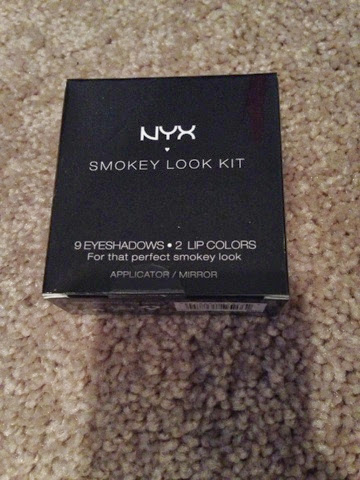 NYX
SMOKEY LOOK KIT
9 EYESHADOWS • 2 LIP COLORS
For that perfect smokey look
APPLICATOR / MIRROR